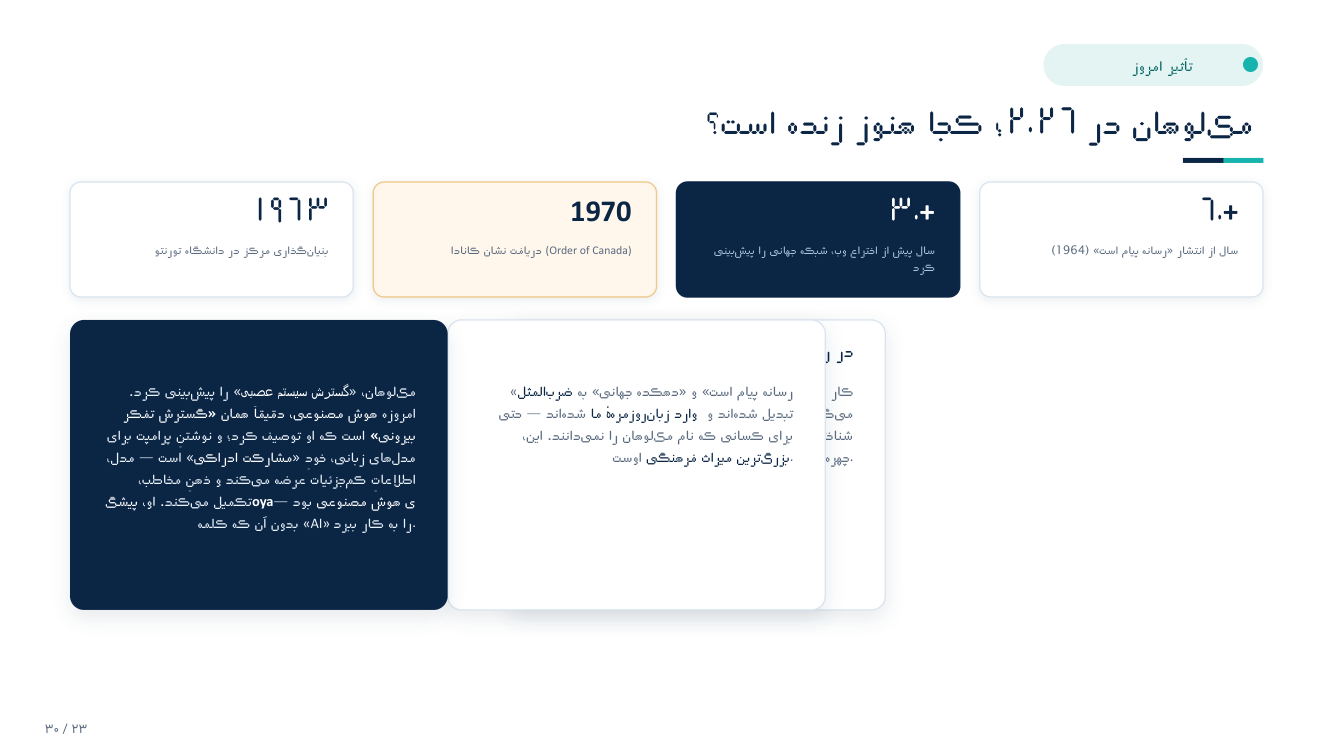 تأثیر امروز
مک‌لوهان در ۲۰۲۶؛ کجا هنوز زنده است؟
۶۰+
سال از انتشار «رسانه پیام است» (1964)
۳۰+
سال پیش از اختراع وب، شبکه جهانی را پیش‌بینی
کرد
1970
(Order of Canada) دریافت نشان کانادا
۱۹۶۳
بنیان‌گذاری مرکز در دانشگاه تورنتو
در ر
کار
می‌گ
شناخ
چهره.
رسانه پیام است» و «دهکده جهانی» به ضرب‌المثل»
تبدیل شده‌اند و وارد زبان‌روزمرهٔ ما شده‌اند — حتی
برای کسانی که نام مک‌لوهان را نمی‌دانند. این،
بزرگ‌ترین میراث فرهنگی اوست.
مک‌لوهان، «گسترش سیستم عصبی» را پیش‌بینی کرد.
امروزه هوش مصنوعی، دقیقاً همان «گسترش تفکر
بیرونی» است که او توصیف کرد؛ و نوشتنِ پرامپت برای
مدل‌های زبانی، خودِ «مشارکت ادراکی» است — مدل،
اطلاعاتِ کم‌جزئیات عرضه می‌کند و ذهنِ مخاطب،
تکمیل می‌کند. او، پیشگoyaی هوش مصنوعی بود —
بدون آن که کلمه «AI» را به کار ببرد.
۲۳ / ۳۰